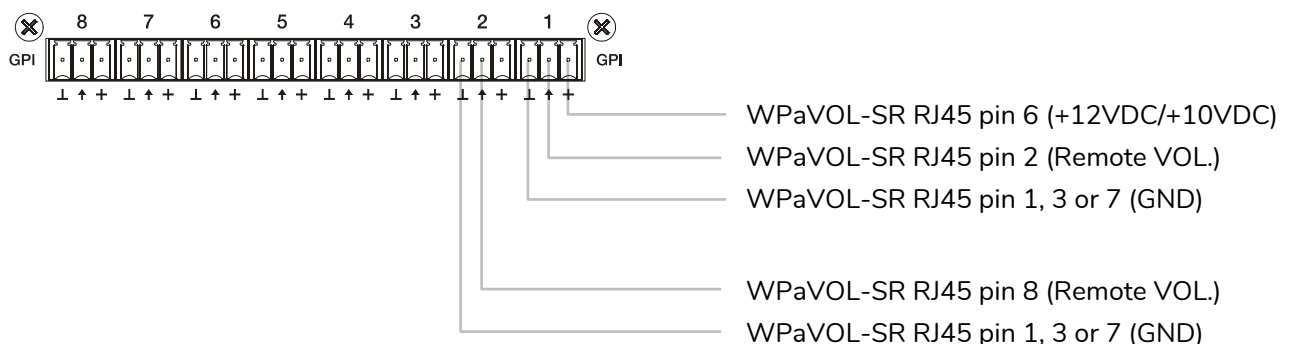 8 7 6 5 4 3 2 1
GPI GPI
⊥ ↑ + ⊥ ↑ + ⊥ ↑ + ⊥ ↑ + ⊥ ↑ + ⊥ ↑ + ⊥ ↑ + ⊥ ↑ +
WPaVOL-SR RJ45 pin 6 (+12VDC/+10VDC)
WPaVOL-SR RJ45 pin 2 (Remote VOL.)
WPaVOL-SR RJ45 pin 1, 3 or 7 (GND)
WPaVOL-SR RJ45 pin 8 (Remote VOL.)
WPaVOL-SR RJ45 pin 1, 3 or 7 (GND)